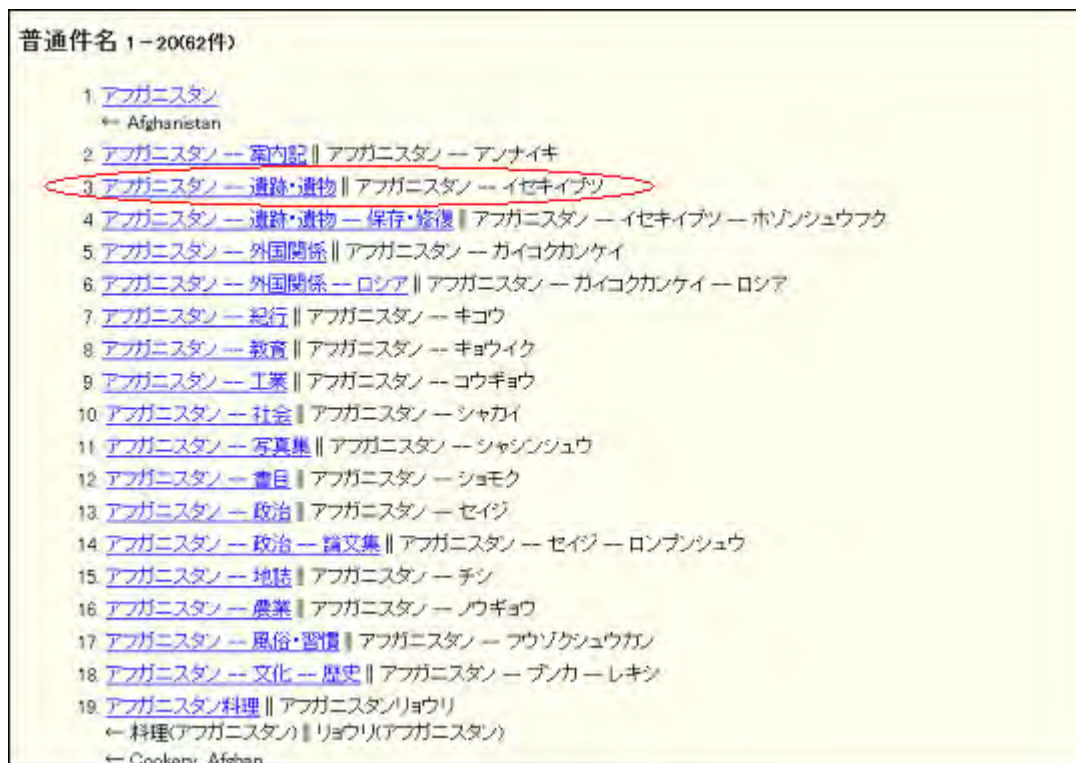 普通件名 1－20(62件)
1. アフガニスタン
← Afghanistan
2. アフガニスタン -- 案内記 || アフガニスタン -- アンナイキ
3. アフガニスタン -- 遺跡・遺物 || アフガニスタン -- イセキイブツ
4. アフガニスタン -- 遺跡・遺物 -- 保存・修復 || アフガニスタン -- イセキイブツ -- ホゾンシュウフク
5. アフガニスタン -- 外国関係 || アフガニスタン -- ガイコクカンケイ
6. アフガニスタン -- 外国関係 -- ロシア || アフガニスタン -- ガイコクカンケイ -- ロシア
7. アフガニスタン -- 紀行 || アフガニスタン -- キコウ
8. アフガニスタン -- 教育 || アフガニスタン -- キョウイク
9. アフガニスタン -- 工業 || アフガニスタン -- コウギョウ
10. アフガニスタン -- 社会 || アフガニスタン -- シャカイ
11. アフガニスタン -- 写真集 || アフガニスタン -- シャシンシュウ
12. アフガニスタン -- 書目 || アフガニスタン -- ショモク
13. アフガニスタン -- 政治 || アフガニスタン -- セイジ
14. アフガニスタン -- 政治 -- 論文集 || アフガニスタン -- セイジ -- ロンブンシュウ
15. アフガニスタン -- 地誌 || アフガニスタン -- チシ
16. アフガニスタン -- 農業 || アフガニスタン -- ノウギョウ
17. アフガニスタン -- 風俗・習慣 || アフガニスタン -- フウゾクシュウカン
18. アフガニスタン -- 文化 -- 歴史 || アフガニスタン -- ブンカ -- レキシ
19. アフガニスタン料理 || アフガニスタンリョウリ
← 料理(アフガニスタン) || リョウリ(アフガニスタン)
← Cookery, Afghan